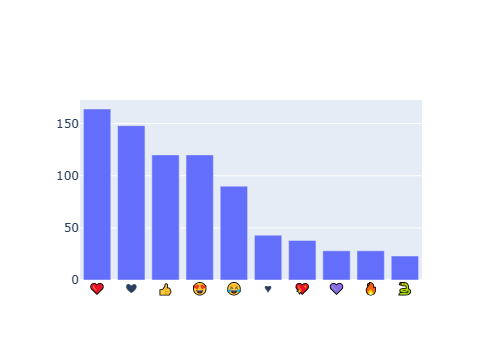 150
100
50
0
❤️ 🖤 👍 😍 😂 ♥ 💖 💜 🔥 🐍